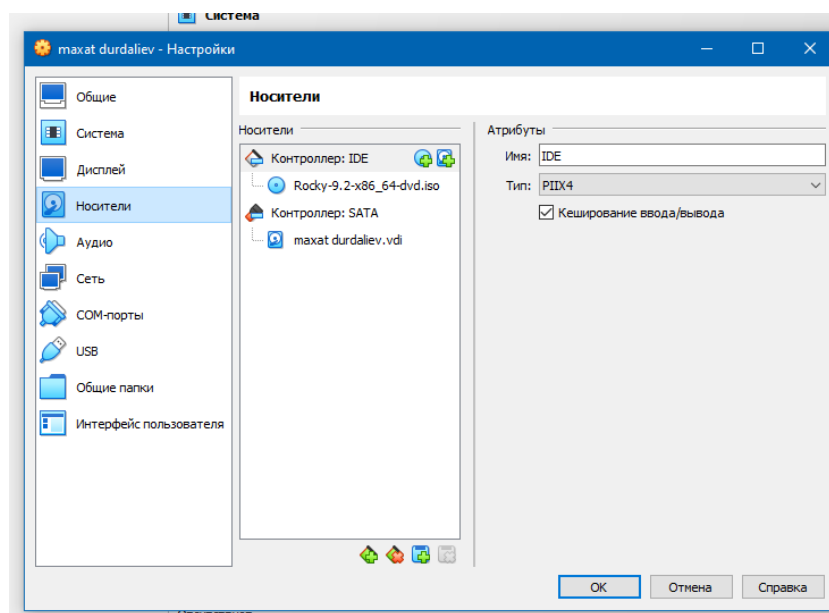 Система
maxat durdaliev - Настройки
Общие
Система
Дисплей
Носители
Аудио
Сеть
COM-порты
USB
Общие папки
Интерфейс пользователя
Носители
Носители
Контроллер: IDE
Rocky-9.2-x86_64-dvd.iso
Контроллер: SATA
maxat durdaliev.vdi
Атрибуты
Имя: IDE
Тип: PIIX4
Кеширование ввода/вывода
OK Отмена Справка